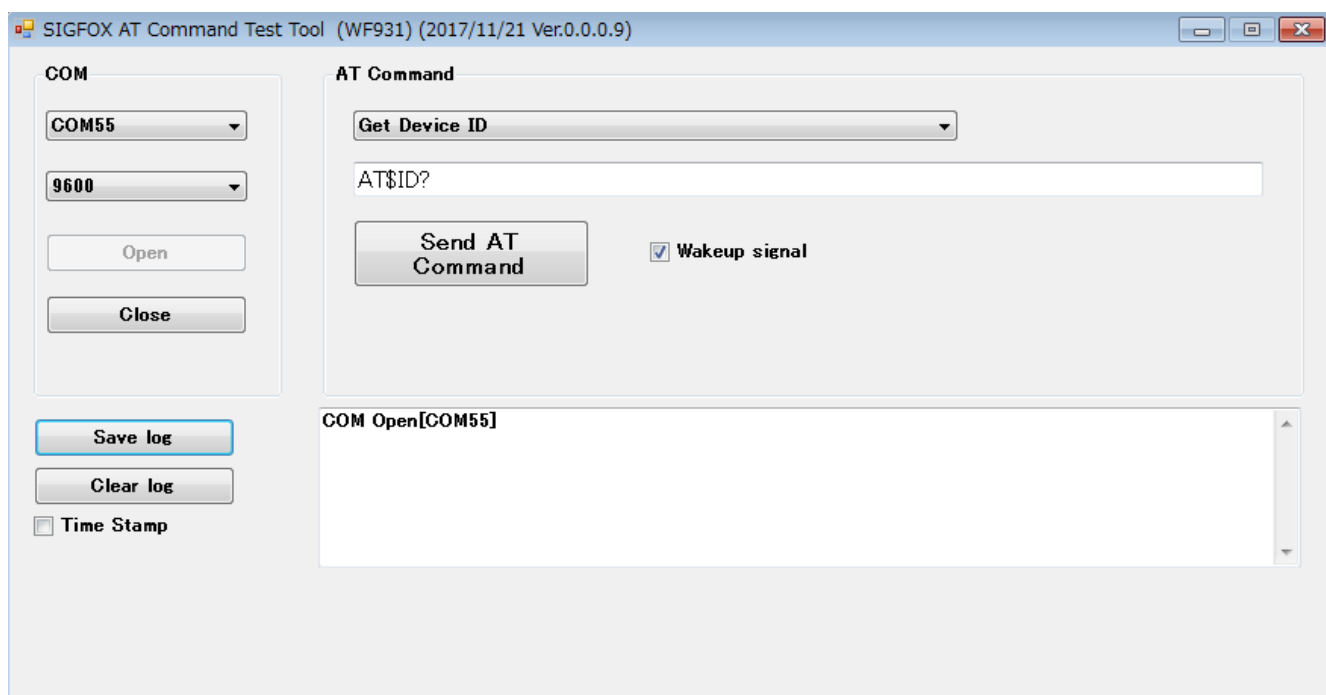 SIGFOX AT Command Test Tool (WF931) (2017/11/21 Ver.0.0.0.9)
COM
COM55
9600
Open
Close
AT Command
Get Device ID
AT$ID?
Send AT
Command
Wakeup signal
Save log
Clear log
Time Stamp
COM Open[COM55]